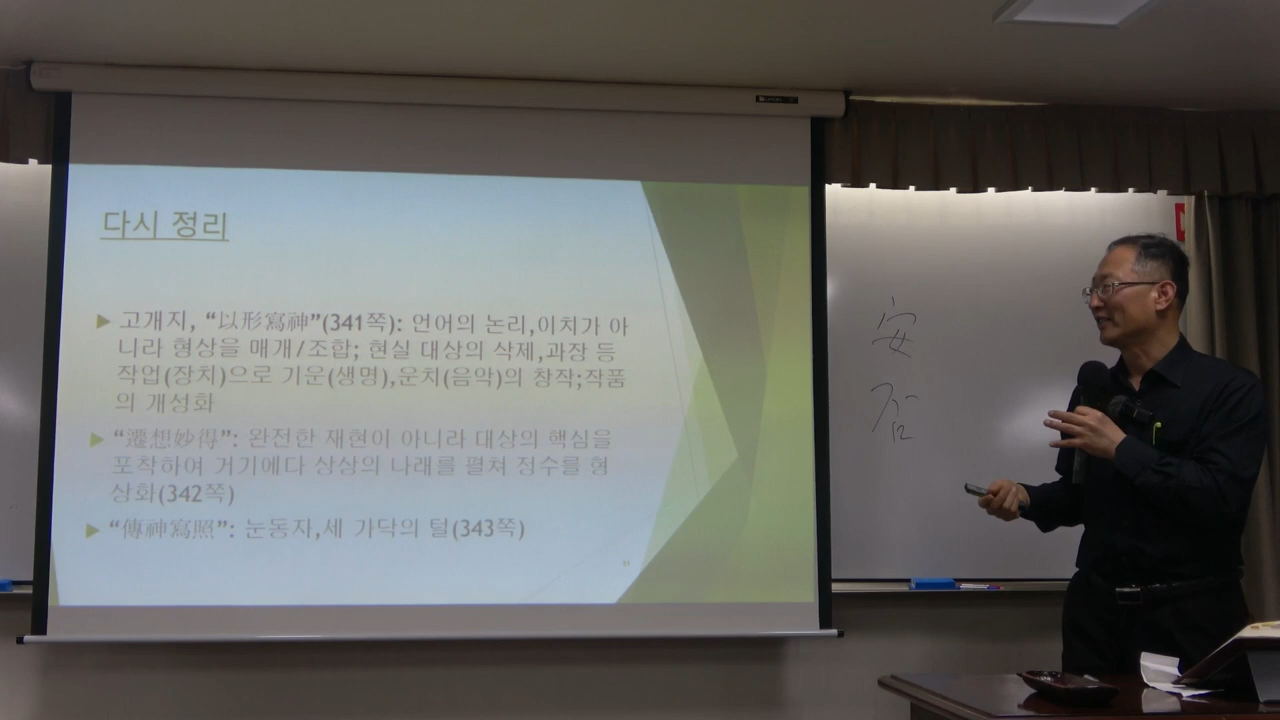 다시 정리
고개지, “以形寫神”(341쪽): 언어의 논리,이치가 아
니라 형상을 매개/조합; 현실 대상의 삭제,과장 등
작업(장치)으로 기운(생명),운치(음악)의 창작;작품
의 개성화
“遷想妙得”: 완전한 재현이 아니라 대상의 핵심을
포착하여 거기에다 상상의 나래를 펼쳐 정수를 형
상화(342쪽)
“傳神寫照”: 눈동자,세 가닥의 털(343쪽)
安